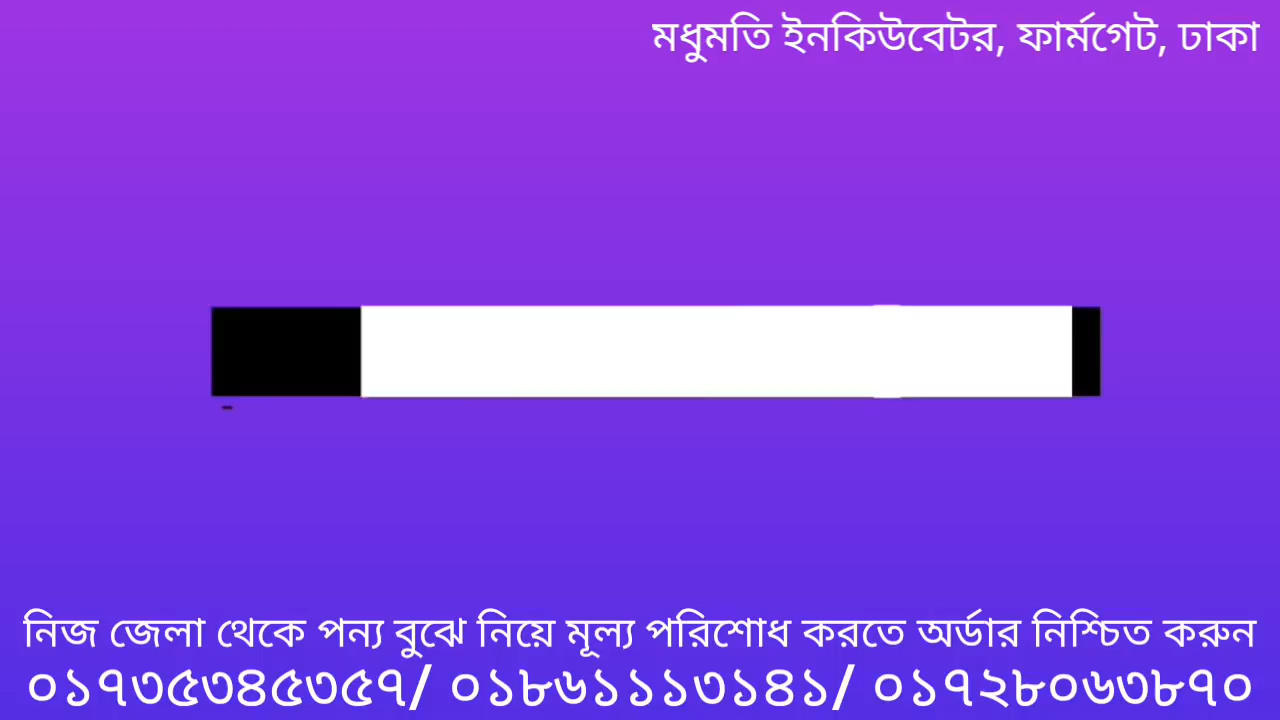 মধুমতি ইনকিউবেটর, ফার্মগেট, ঢাকা
নিজ জেলা থেকে পন্য বুঝে নিয়ে মূল্য পরিশোধ করতে অর্ডার নিশ্চিত করুন
০১৭৩৫৩৪৫৩৫৭/ ০১৮৬১১১৩১৪১/ ০১৭২৮০৬৩৮৭০